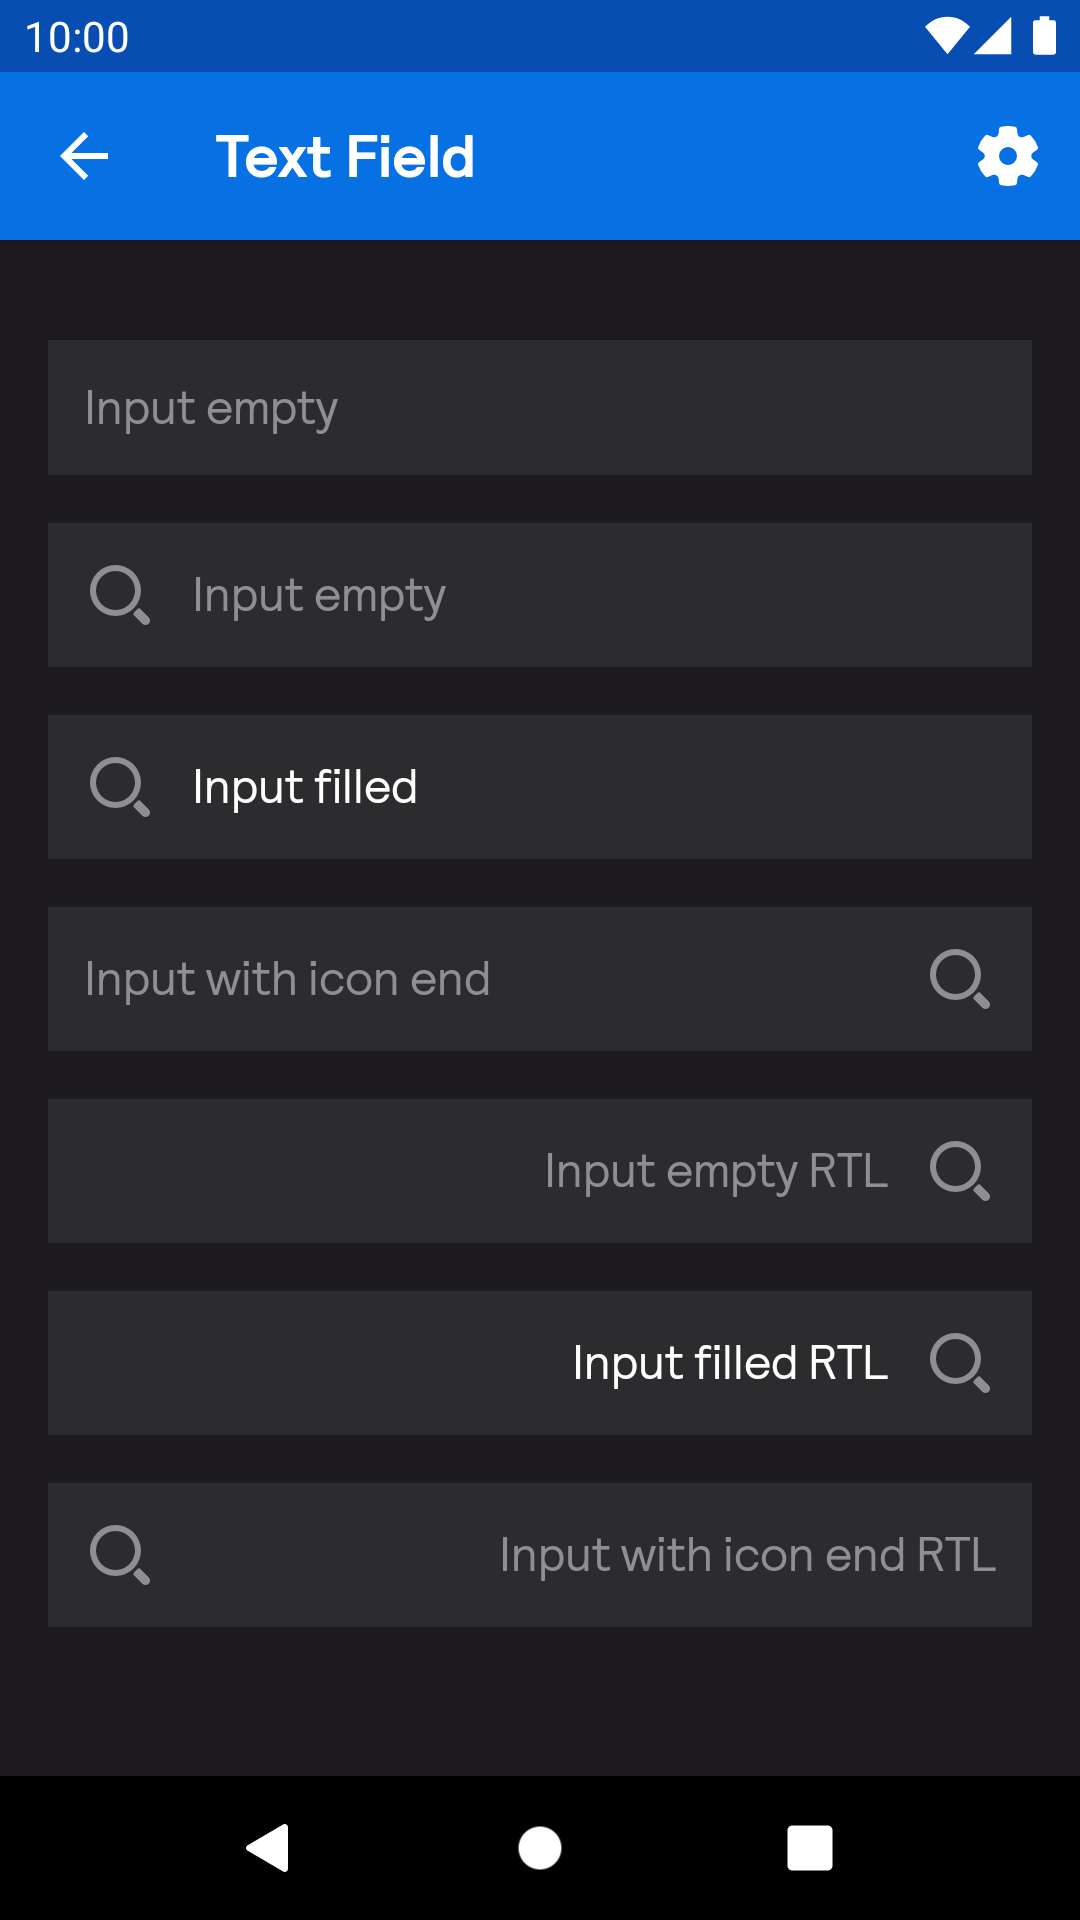 10:00
Text Field
Input empty
Input empty
Input filled
Input with icon end
Input empty RTL
Input filled RTL
Input with icon end RTL